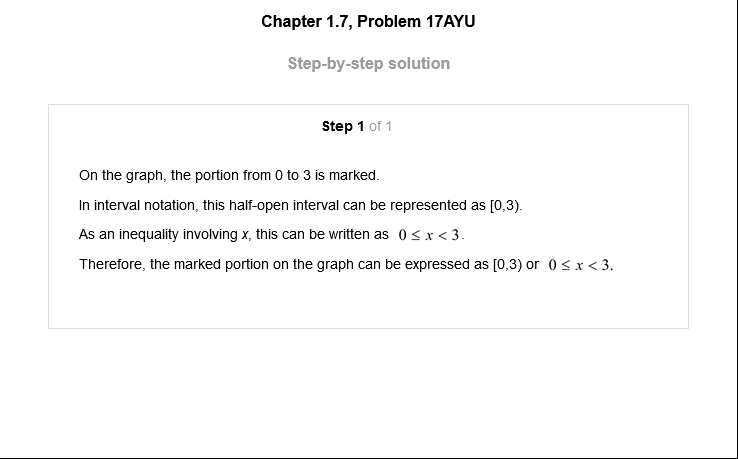 Chapter 1.7, Problem 17AYU
Step-by-step solution
Step 1 of 1
On the graph, the portion from 0 to 3 is marked.
In interval notation, this half-open interval can be represented as [0,3).
As an inequality involving x, this can be written as 0 ≤ x < 3.
Therefore, the marked portion on the graph can be expressed as [0,3) or 0 ≤ x < 3.